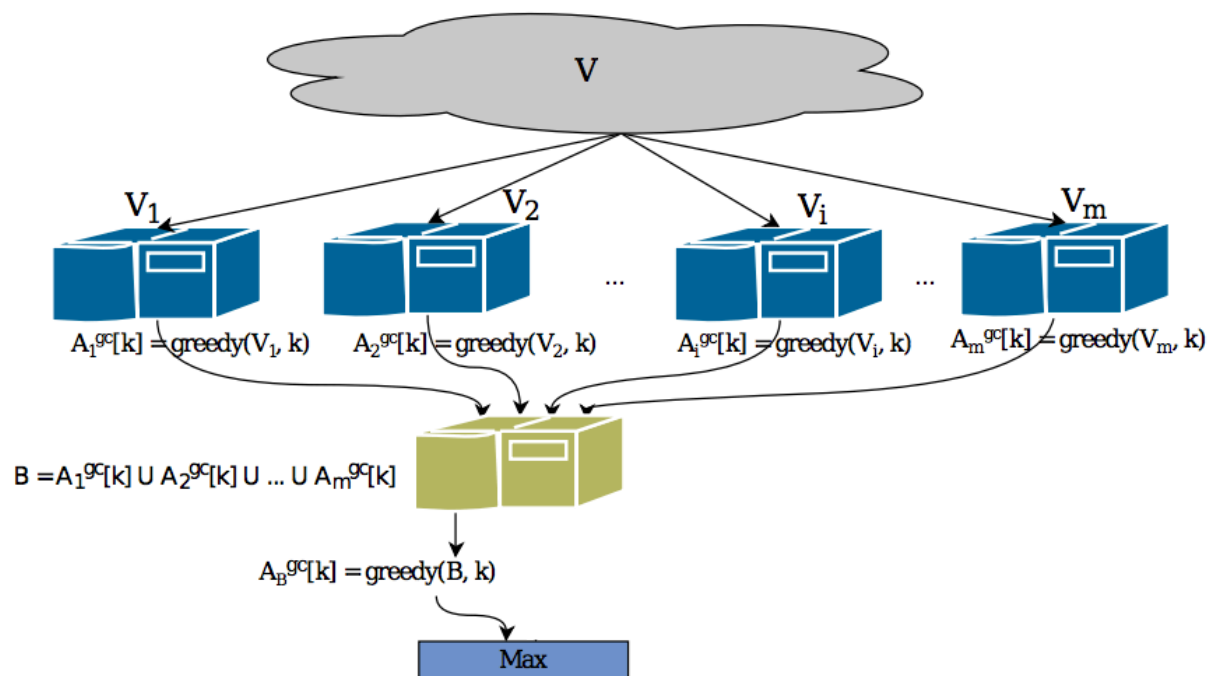 V
V₁ V₂ Vᵢ Vₘ
... ...
A₁ᵍᶜ[k] = greedy(V₁, k) A₂ᵍᶜ[k] = greedy(V₂, k) Aᵢᵍᶜ[k] = greedy(Vᵢ, k) Aₘᵍᶜ[k] = greedy(Vₘ, k)
B = A₁ᵍᶜ[k] U A₂ᵍᶜ[k] U ... U Aₘᵍᶜ[k]
A_Bᵍᶜ[k] = greedy(B, k)
Max